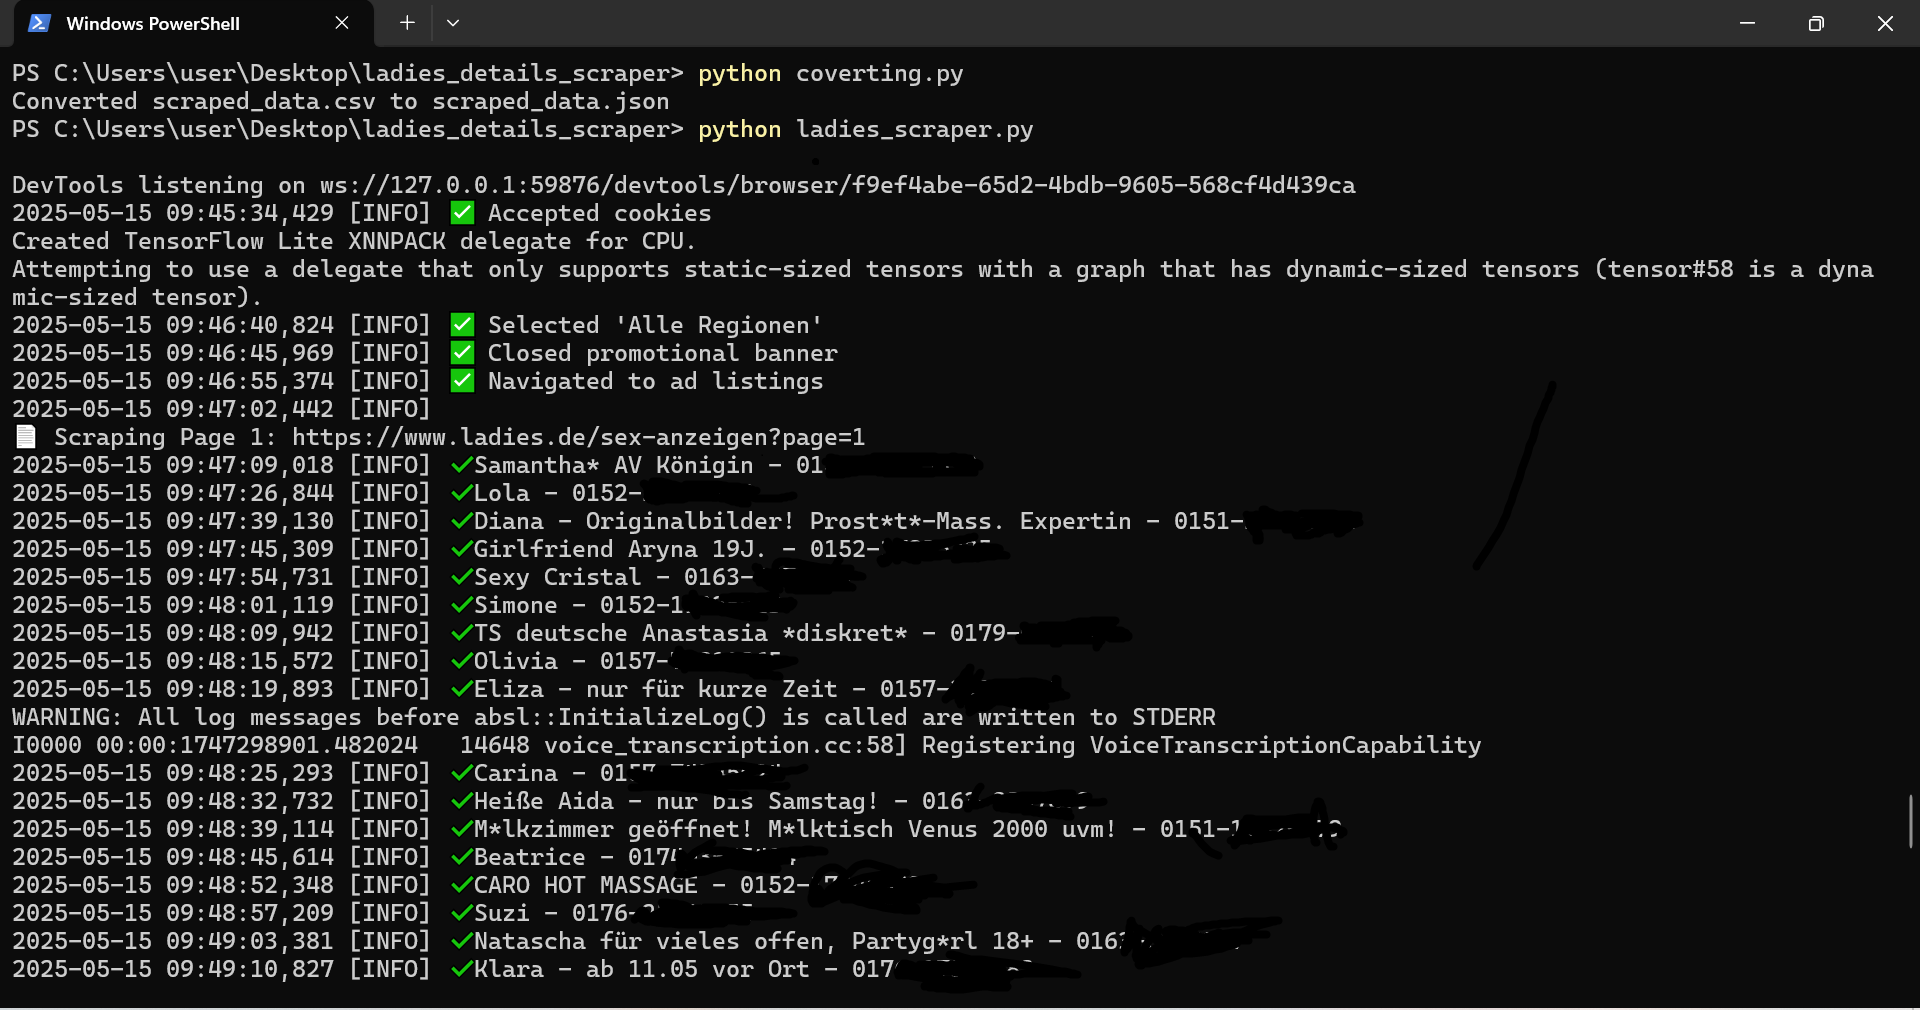 Windows PowerShell
PS C:\Users\user\Desktop\ladies_details_scraper> python coverting.py
Converted scraped_data.csv to scraped_data.json
PS C:\Users\user\Desktop\ladies_details_scraper> python ladies_scraper.py
DevTools listening on ws://127.0.0.1:59876/devtools/browser/f9ef4abe-65d2-4bdb-9605-568cf4d439ca
2025-05-15 09:45:34,429 [INFO] ✅ Accepted cookies
Created TensorFlow Lite XNNPACK delegate for CPU.
Attempting to use a delegate that only supports static-sized tensors with a graph that has dynamic-sized tensors (tensor#58 is a dyna
mic-sized tensor).
2025-05-15 09:46:40,824 [INFO] ✅ Selected 'Alle Regionen'
2025-05-15 09:46:45,969 [INFO] ✅ Closed promotional banner
2025-05-15 09:46:55,374 [INFO] ✅ Navigated to ad listings
2025-05-15 09:47:02,442 [INFO]
📄 Scraping Page 1: https://www.ladies.de/sex-anzeigen?page=1
2025-05-15 09:47:09,018 [INFO] ✔Samantha* AV Königin - 01
2025-05-15 09:47:26,844 [INFO] ✔Lola - 0152-
2025-05-15 09:47:39,130 [INFO] ✔Diana - Originalbilder! Prost*t*-Mass. Expertin - 0151-
2025-05-15 09:47:45,309 [INFO] ✔Girlfriend Aryna 19J. - 0152-
2025-05-15 09:47:54,731 [INFO] ✔Sexy Cristal - 0163-
2025-05-15 09:48:01,119 [INFO] ✔Simone - 0152-1
2025-05-15 09:48:09,942 [INFO] ✔TS deutsche Anastasia *diskret* - 0179-
2025-05-15 09:48:15,572 [INFO] ✔Olivia - 0157-
2025-05-15 09:48:19,893 [INFO] ✔Eliza - nur für kurze Zeit - 0157-
WARNING: All log messages before absl::InitializeLog() is called are written to STDERR
I0000 00:00:1747298901.482024   14648 voice_transcription.cc:58] Registering VoiceTranscriptionCapability
2025-05-15 09:48:25,293 [INFO] ✔Carina - 015
2025-05-15 09:48:32,732 [INFO] ✔Heiße Aida - nur bis Samstag! - 016
2025-05-15 09:48:39,114 [INFO] ✔M*lkzimmer geöffnet! M*lktisch Venus 2000 uvm! - 0151-1
2025-05-15 09:48:45,614 [INFO] ✔Beatrice - 017
2025-05-15 09:48:52,348 [INFO] ✔CARO HOT MASSAGE - 0152-
2025-05-15 09:48:57,209 [INFO] ✔Suzi - 0176-
2025-05-15 09:49:03,381 [INFO] ✔Natascha für vieles offen, Partyg*rl 18+ - 016
2025-05-15 09:49:10,827 [INFO] ✔Klara - ab 11.05 vor Ort - 017